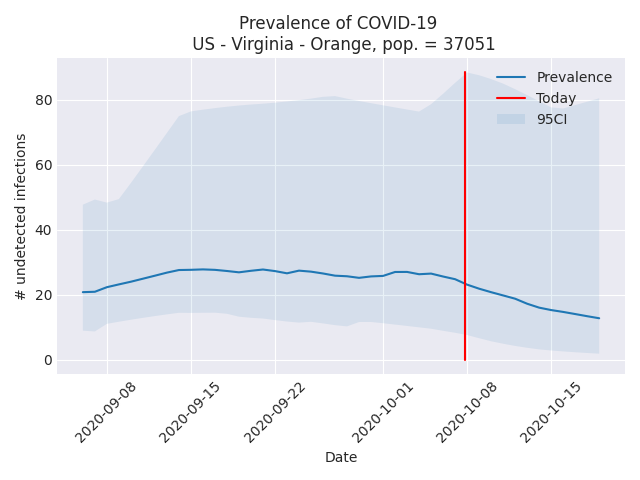 Prevalence of COVID-19
US - Virginia - Orange, pop. = 37051
Prevalence
Today
95CI
# undetected infections
80
60
40
20
0
2020-09-08
2020-09-15
2020-09-22
2020-10-01
2020-10-08
2020-10-15
Date